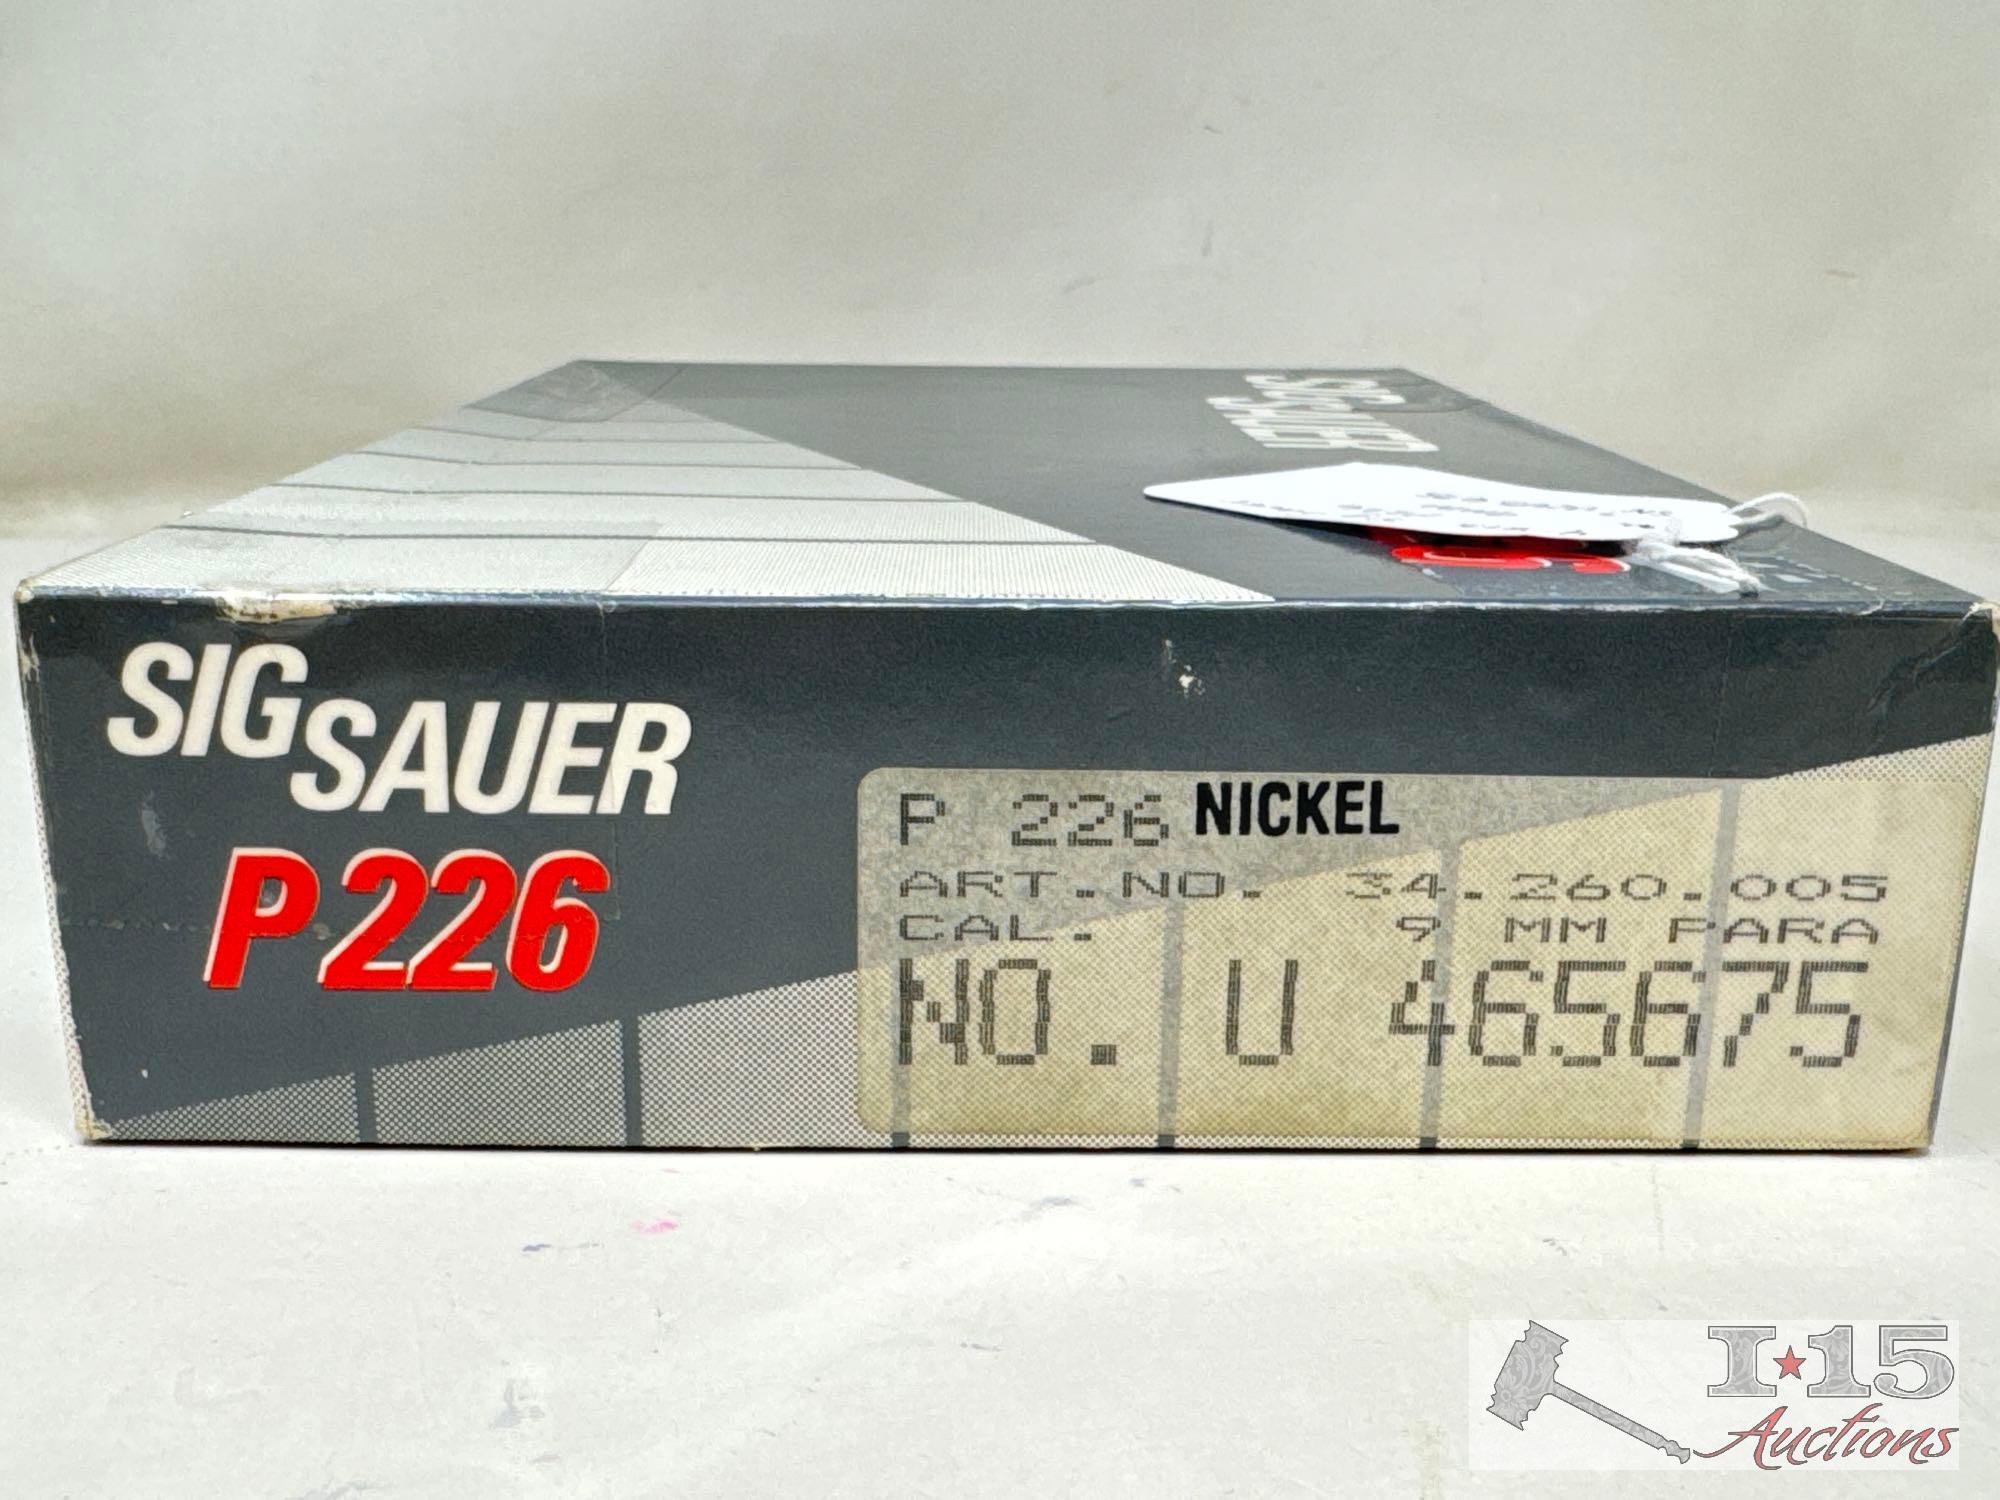 SIG
SAUER
SIG
SAUER
P226
P 226 NICKEL
ART.NO. 34.260.005
CAL. 9 MM PARA
NO. U 465675
I★15
Auctions